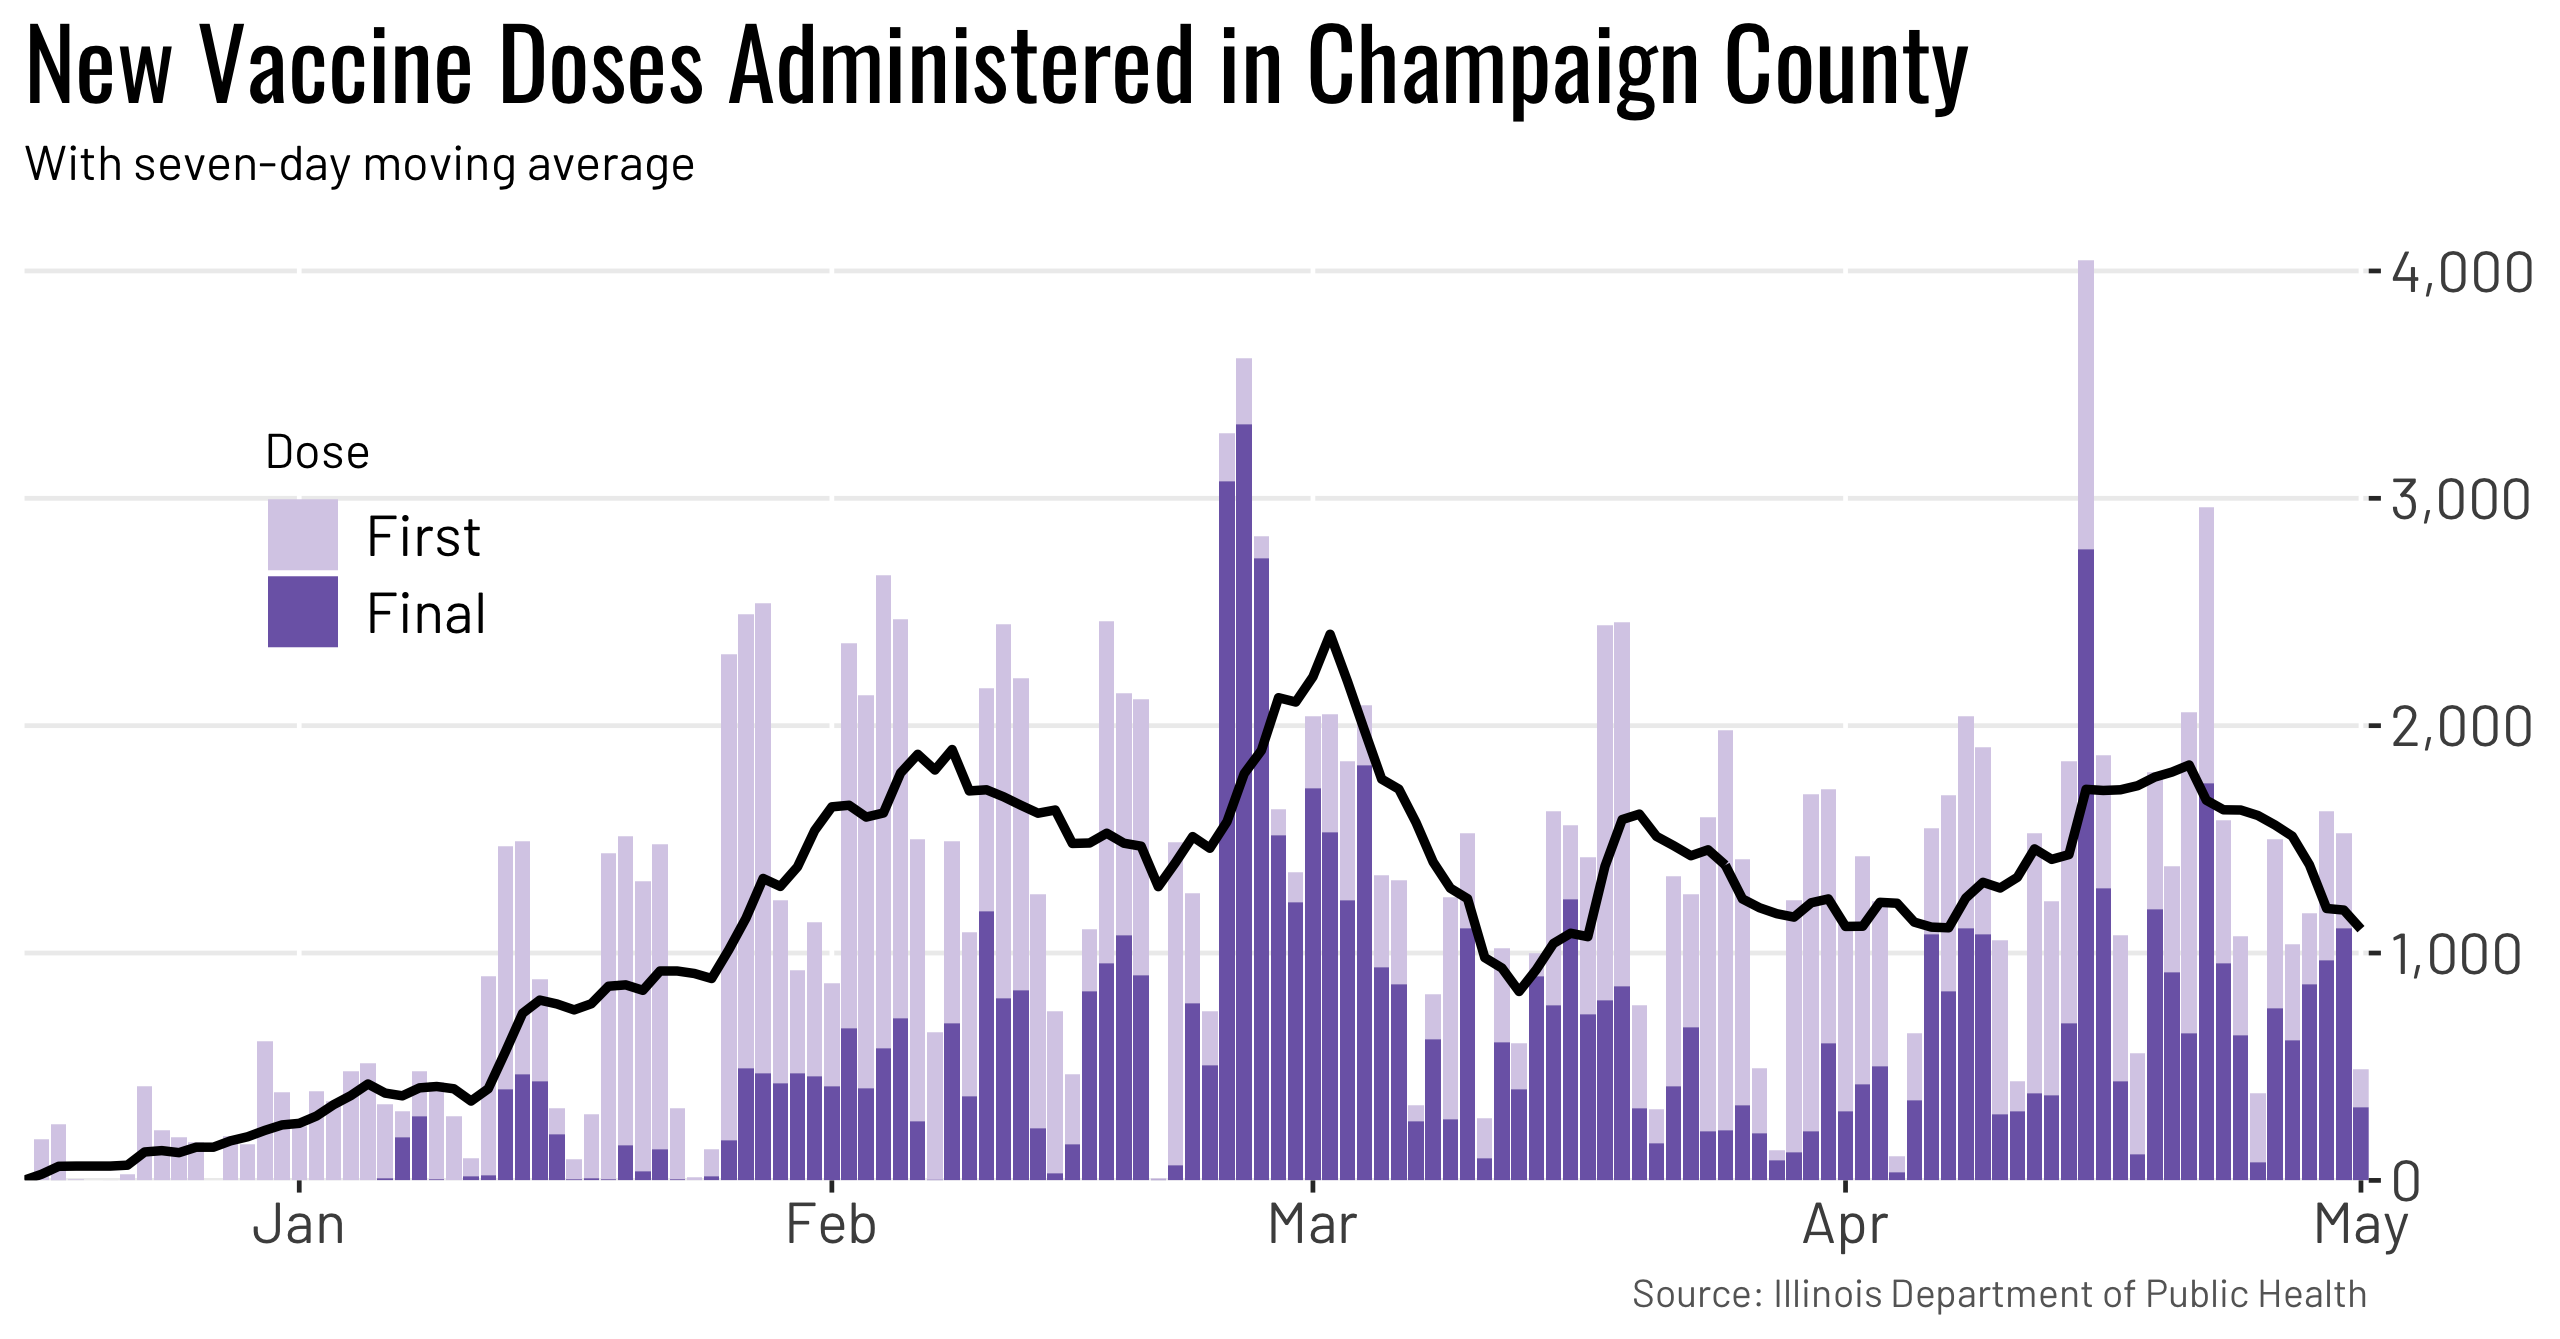 New Vaccine Doses Administered in Champaign County
With seven-day moving average
4,000
3,000
2,000
1,000
0
Dose
First
Final
Jan Feb Mar Apr May
Source: Illinois Department of Public Health